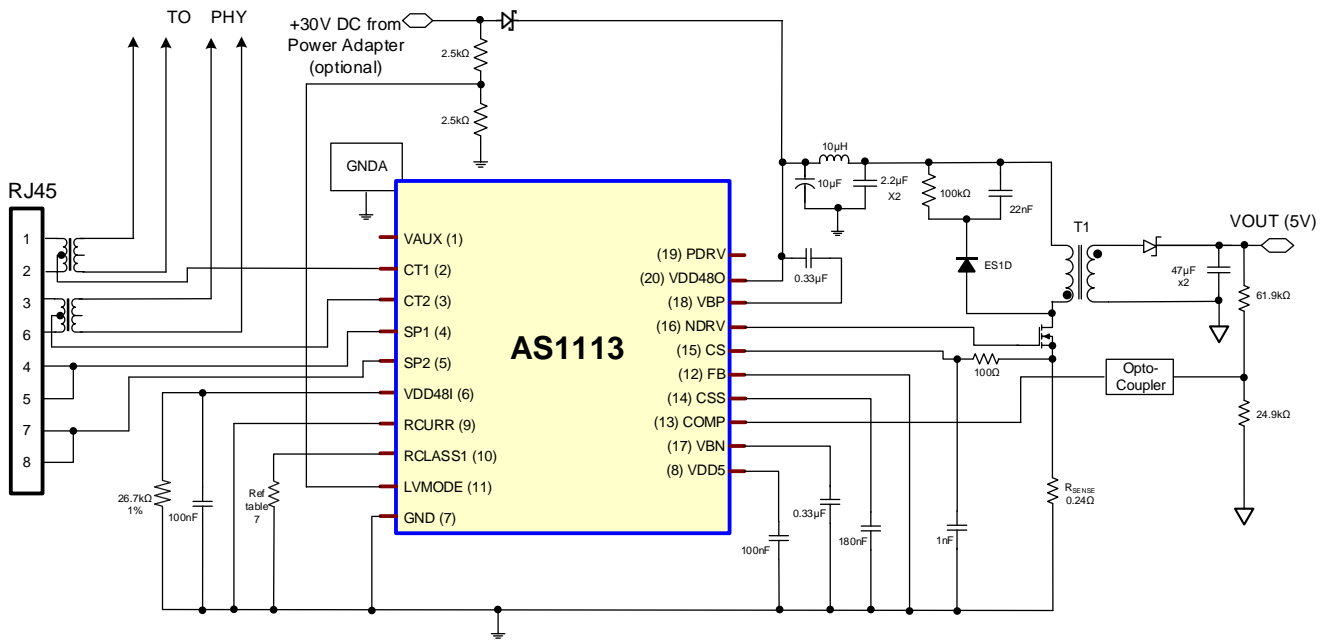 TO PHY
+30V DC from
Power Adapter
(optional)
2.5kΩ
2.5kΩ
GNDA
RJ45
1
2
3
6
4
5
7
8
VAUX (1)
CT1 (2)
CT2 (3)
SP1 (4)
SP2 (5)
VDD48I (6)
RCURR (9)
RCLASS1 (10)
LVMODE (11)
GND (7)
AS1113
(19) PDRV
(20) VDD48O
(18) VBP
(16) NDRV
(15) CS
(12) FB
(14) CSS
(13) COMP
(17) VBN
(8) VDD5
26.7kΩ
1%
100nF
Ref
table
7
10µH
10µF
2.2µF
X2
100kΩ
22nF
0.33µF
ES1D
T1
VOUT (5V)
47µF
x2
61.9kΩ
100Ω
Opto-
Coupler
24.9kΩ
RSENSE
0.24Ω
100nF
0.33µF
180nF
1nF